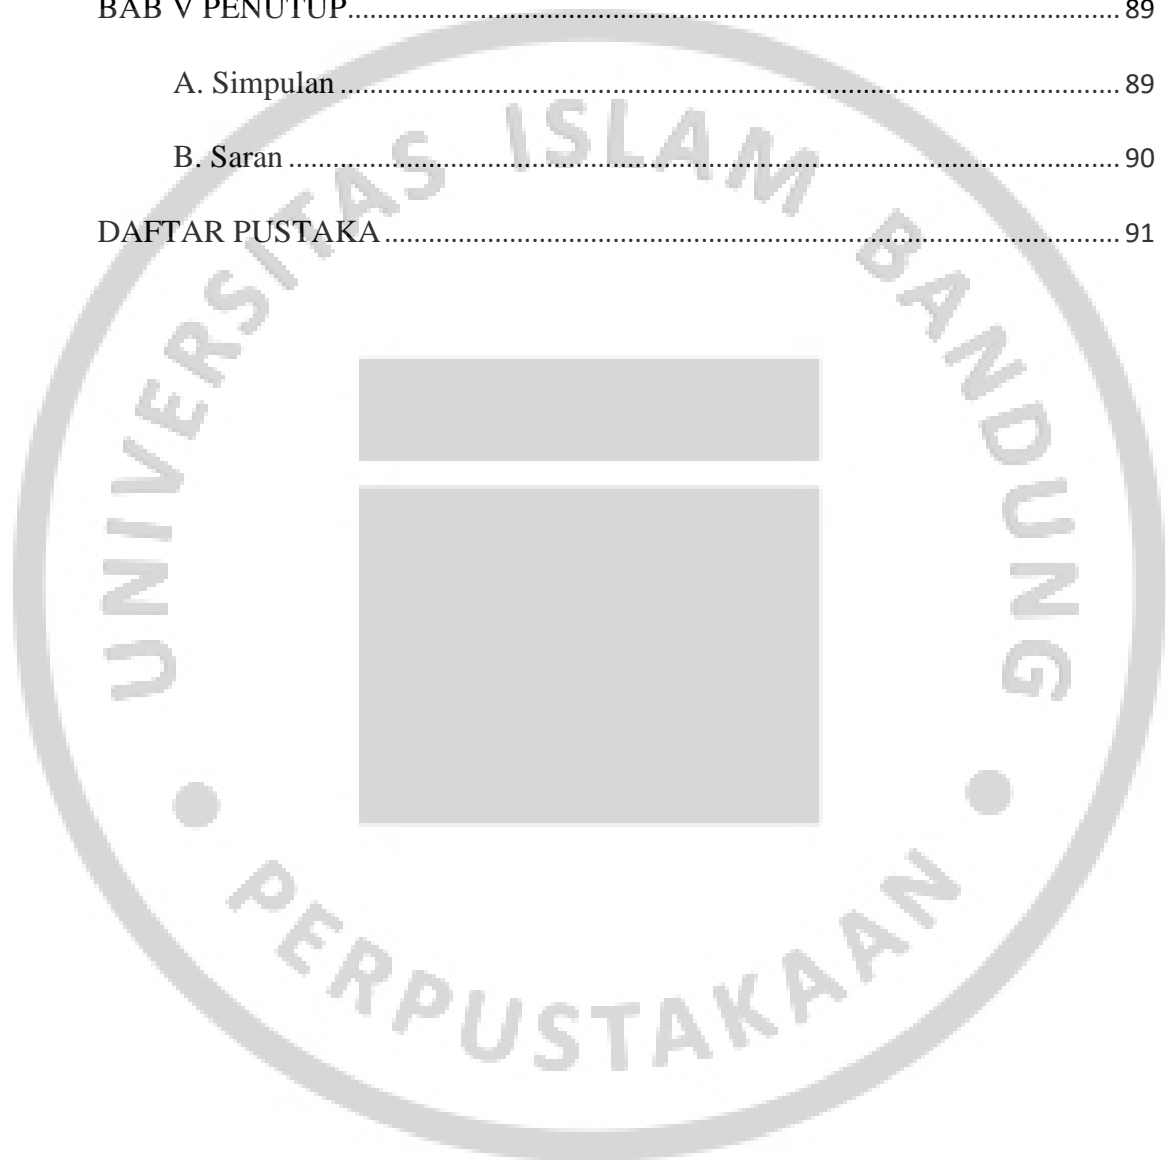 BAB V PENUTUP........................................................................................................ 89
A. Simpulan ........................................................................................................ 89
B. Saran ........................................................................................................ 90
DAFTAR PUSTAKA ........................................................................................................ 91
UNIVERSITAS ISLAM BANDUNG
• PERPUSTAKAAN •